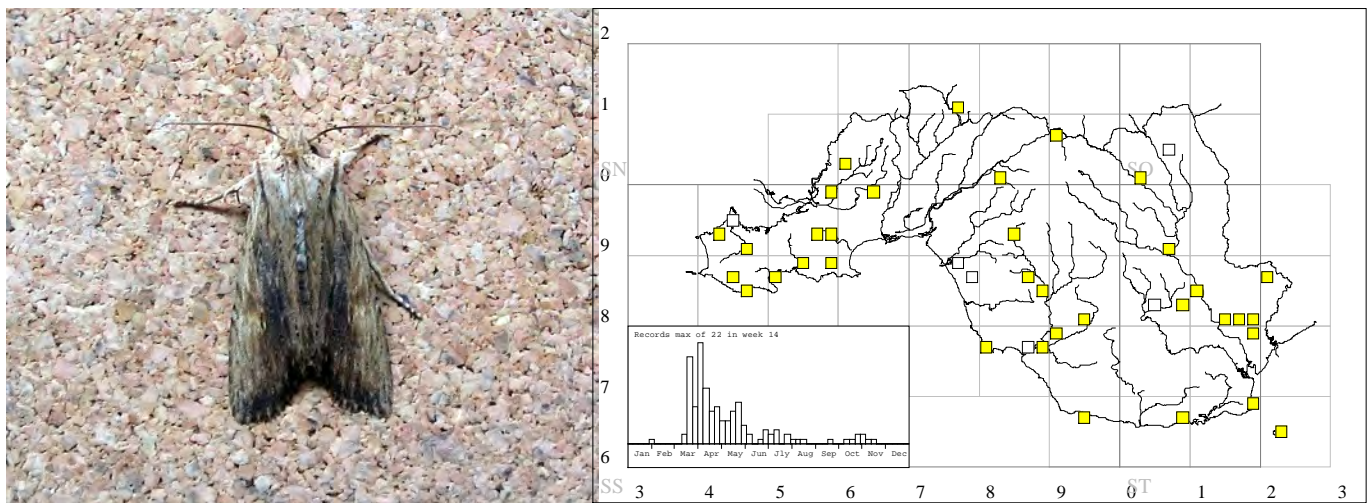 2
1
SN
0
SO
9
8
Records max of 22 in week 14
7
Jan Feb Mar Apr May Jun Jly Aug Sep Oct Nov Dec
6
SS 3 4 5 6 7 8 9 0 ST 1 2 3